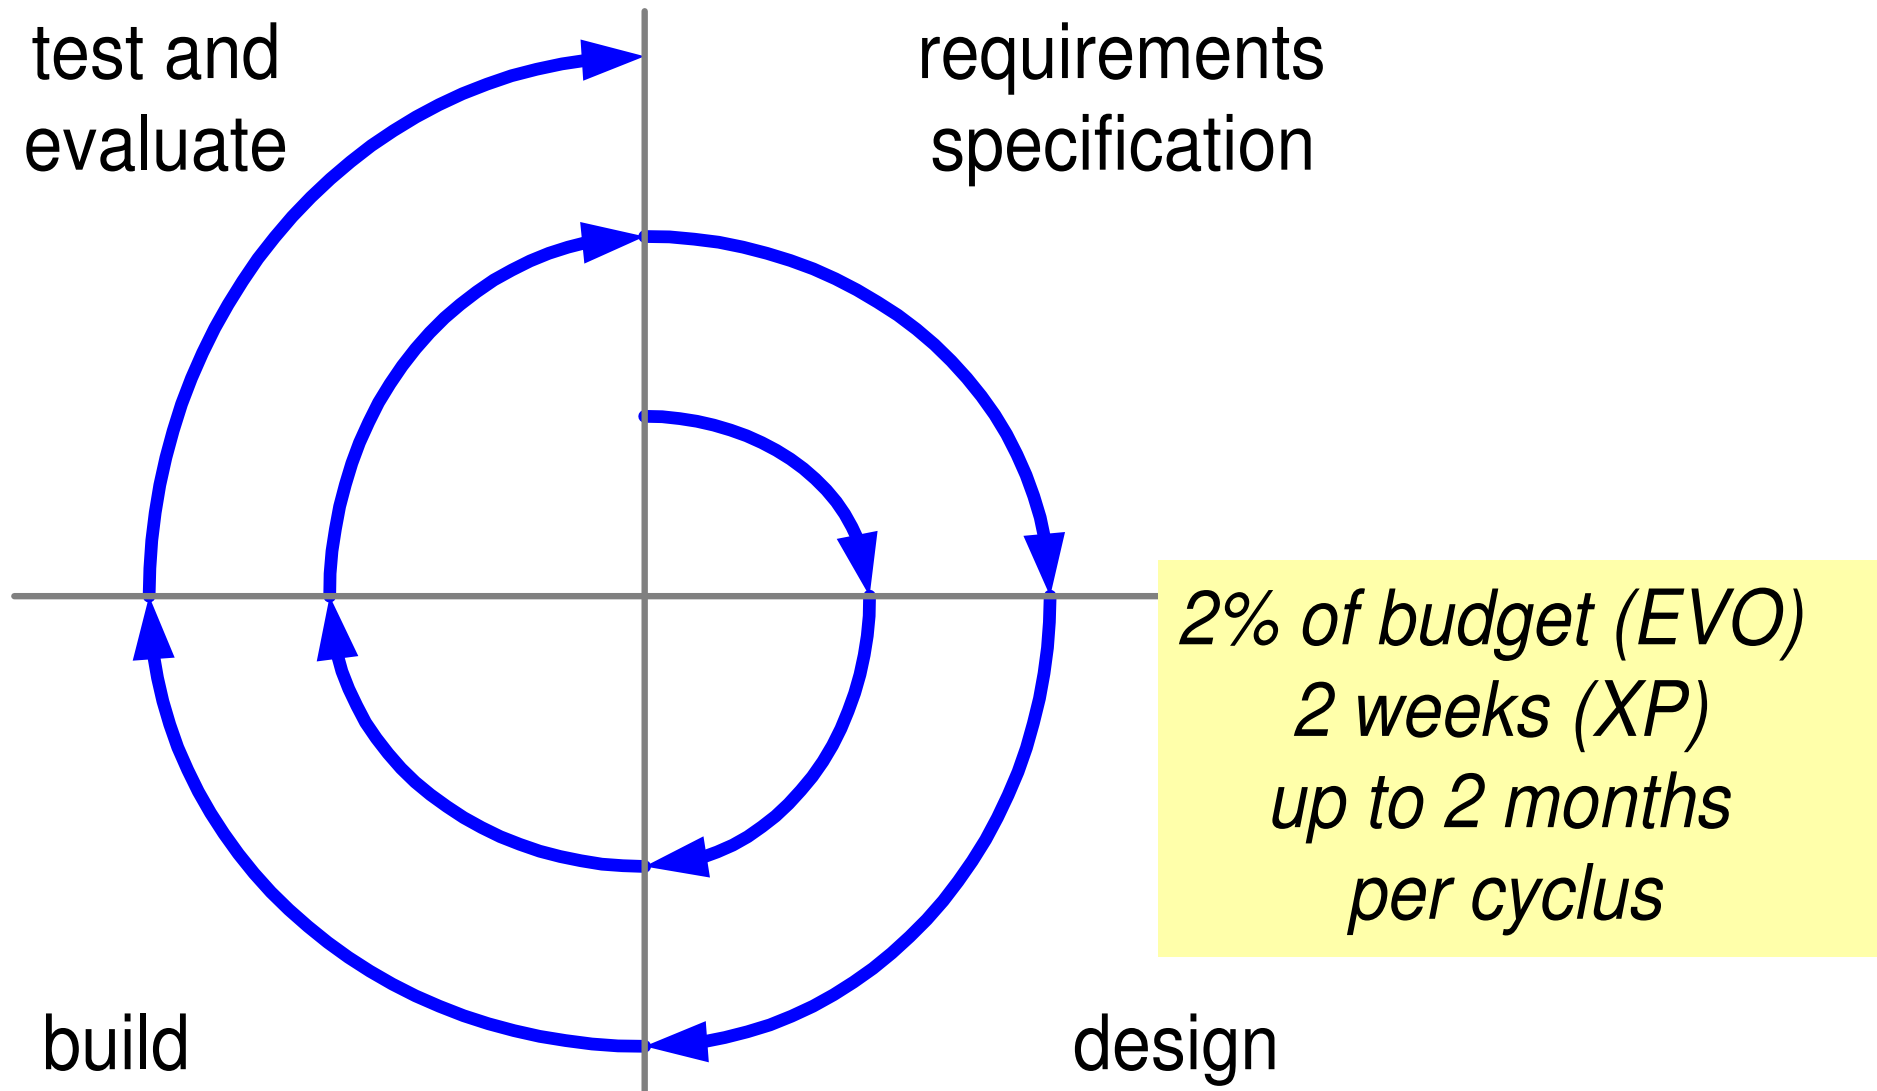 test and
evaluate
requirements
specification
2% of budget (EVO)
2 weeks (XP)
up to 2 months
per cyclus
build
design